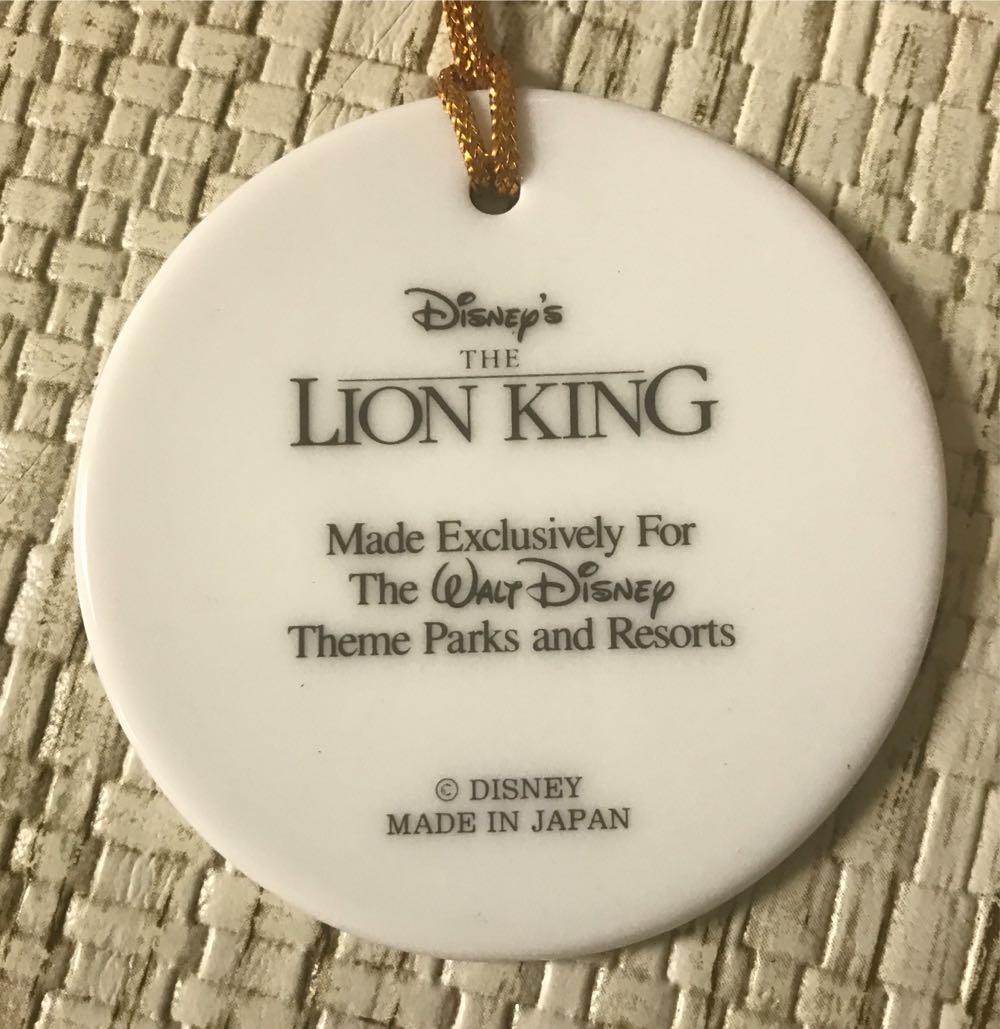 Disney's
THE
LION KING
Made Exclusively For
The Walt Disney
Theme Parks and Resorts
© DISNEY
MADE IN JAPAN